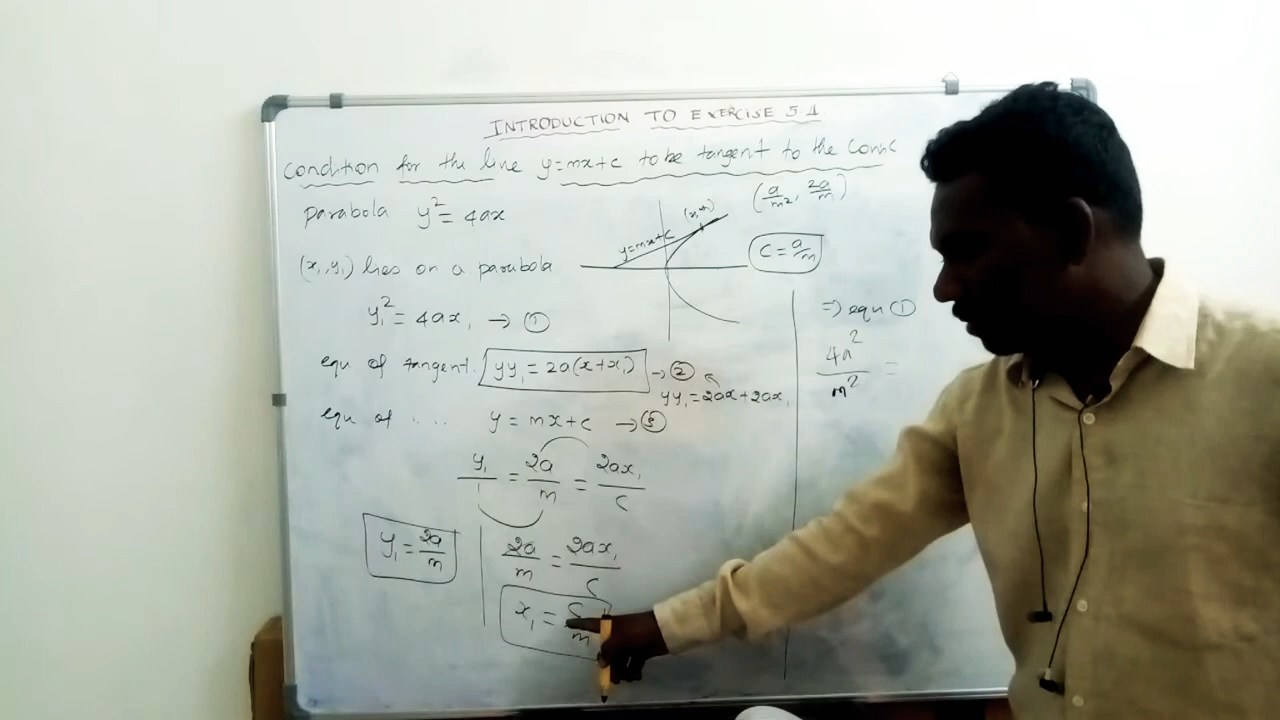 INTRODUCTION TO EXERCISE 5.1
Condition for the line y=mx+c to be tangent to the conic
parabola y² = 4ax
(a/m², 2a/m)
(x₁,y₁)
y=mx+c
c = a/m
(x₁,y₁) lies on a parabola
y₁² = 4ax₁ → ①
equ of tangent. yy₁ = 2a(x+x₁) → ②
yy₁ = 2ax + 2ax₁
equ of .... y = mx+c → ③
y₁/1 = 2a/m = 2ax₁/c
y₁ = 2a/m
2a/m = 2ax₁/c
x₁ = c/m
⇒ equ ①
4a²/m² =